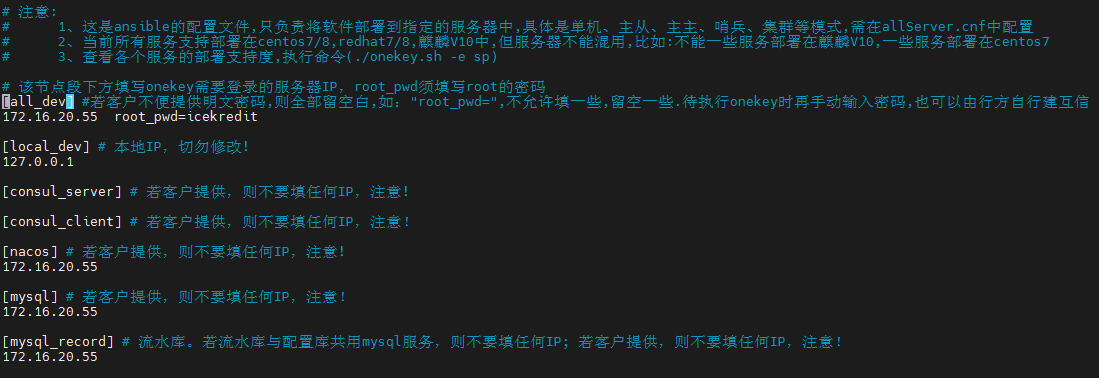 # 注意:
#      1、这是ansible的配置文件,只负责将软件部署到指定的服务器中,具体是单机、主从、主主、哨兵、集群等模式,需在allServer.cnf中配置
#      2、当前所有服务支持部署在centos7/8,redhat7/8,麒麟V10中,但服务器不能混用,比如:不能一些服务部署在麒麟V10,一些服务部署在centos7
#      3、查看各个服务的部署支持度,执行命令(./onekey.sh -e sp)
# 该节点段下方填写onekey需要登录的服务器IP，root_pwd须填写root的密码
[all_dev] #若客户不便提供明文密码,则全部留空白,如："root_pwd=",不允许填一些,留空一些.待执行onekey时再手动输入密码,也可以由行方自行建互信
172.16.20.55  root_pwd=icekredit
[local_dev] # 本地IP，切勿修改！
127.0.0.1
[consul_server] # 若客户提供，则不要填任何IP，注意！
[consul_client] # 若客户提供，则不要填任何IP，注意！
[nacos] # 若客户提供，则不要填任何IP，注意！
172.16.20.55
[mysql] # 若客户提供，则不要填任何IP，注意！
172.16.20.55
[mysql_record] # 流水库。若流水库与配置库共用mysql服务，则不要填任何IP；若客户提供，则不要填任何IP，注意！
172.16.20.55